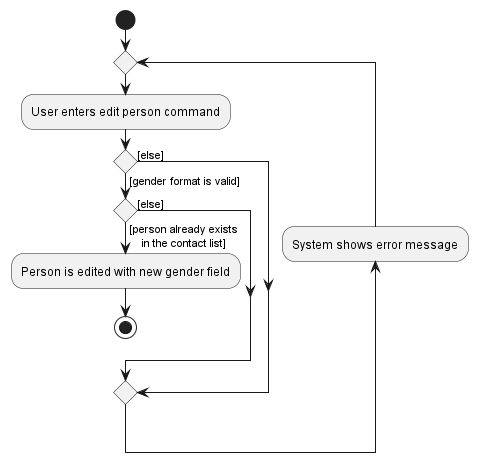 User enters edit person command
[else]
[gender format is valid]
[else]
[person already exists
in the contact list]
System shows error message
Person is edited with new gender field